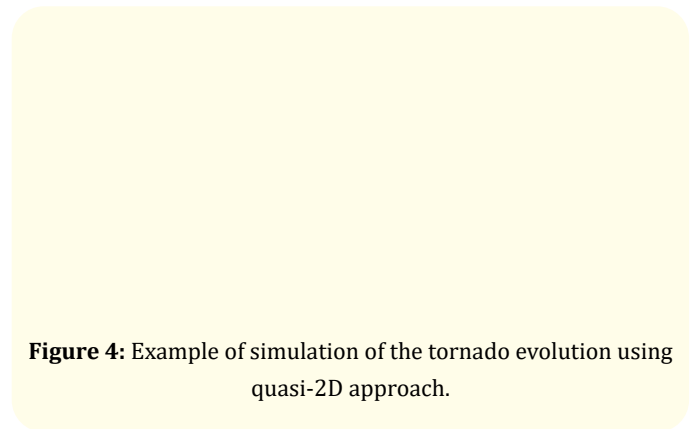 Figure 4: Example of simulation of the tornado evolution using
quasi-2D approach.